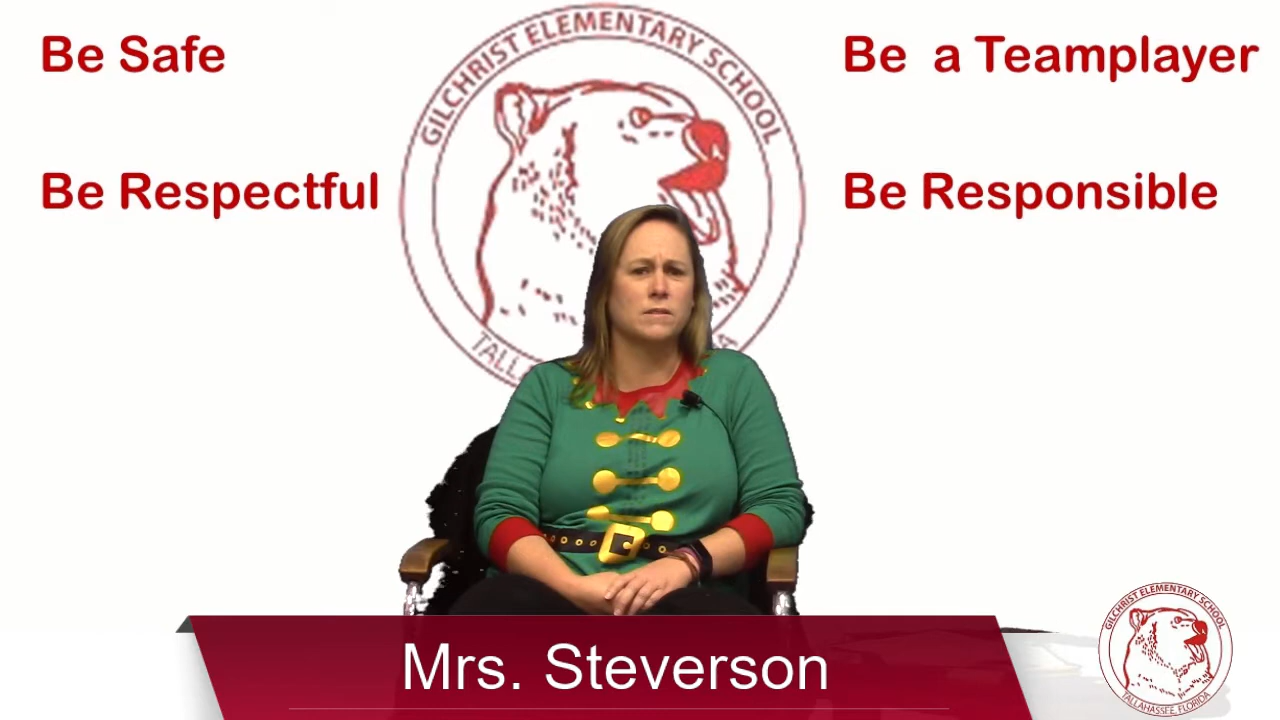 Be Safe
Be a Teamplayer
GILCHRIST ELEMENTARY SCHOOL
Be Respectful
Be Responsible
Mrs. Steverson
GILCHRIST ELEMENTARY SCHOOL
TALLAHASSEE, FLORIDA